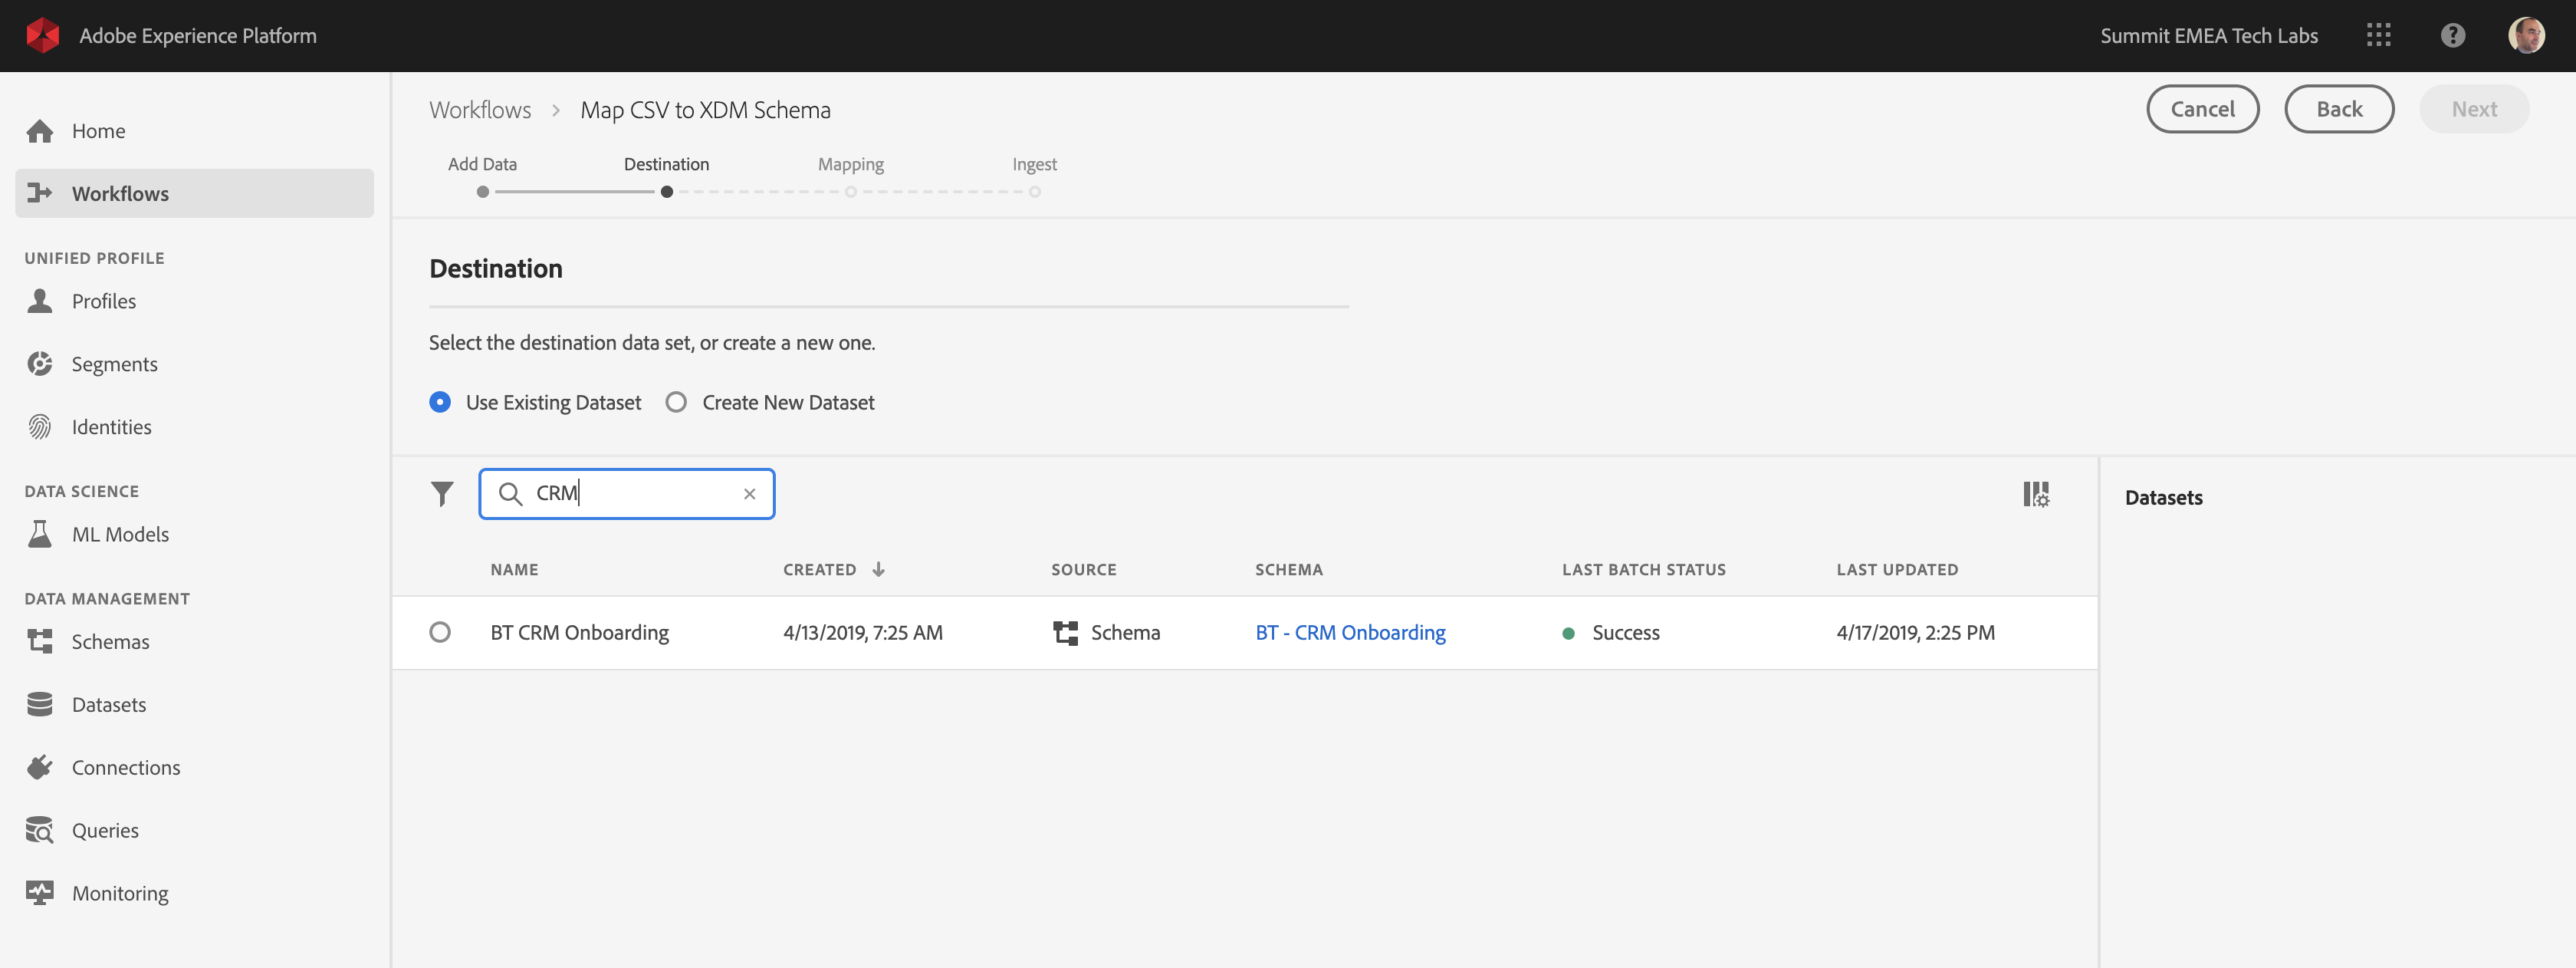 Adobe Experience Platform
Summit EMEA Tech Labs
?
Home
Workflows
UNIFIED PROFILE
Profiles
Segments
Identities
DATA SCIENCE
ML Models
DATA MANAGEMENT
Schemas
Datasets
Connections
Queries
Monitoring
Workflows > Map CSV to XDM Schema
Cancel Back Next
Add Data Destination Mapping Ingest
Destination
Select the destination data set, or create a new one.
Use Existing Dataset Create New Dataset
CRM
NAME CREATED SOURCE SCHEMA LAST BATCH STATUS LAST UPDATED
BT CRM Onboarding 4/13/2019, 7:25 AM Schema BT - CRM Onboarding Success 4/17/2019, 2:25 PM
Datasets